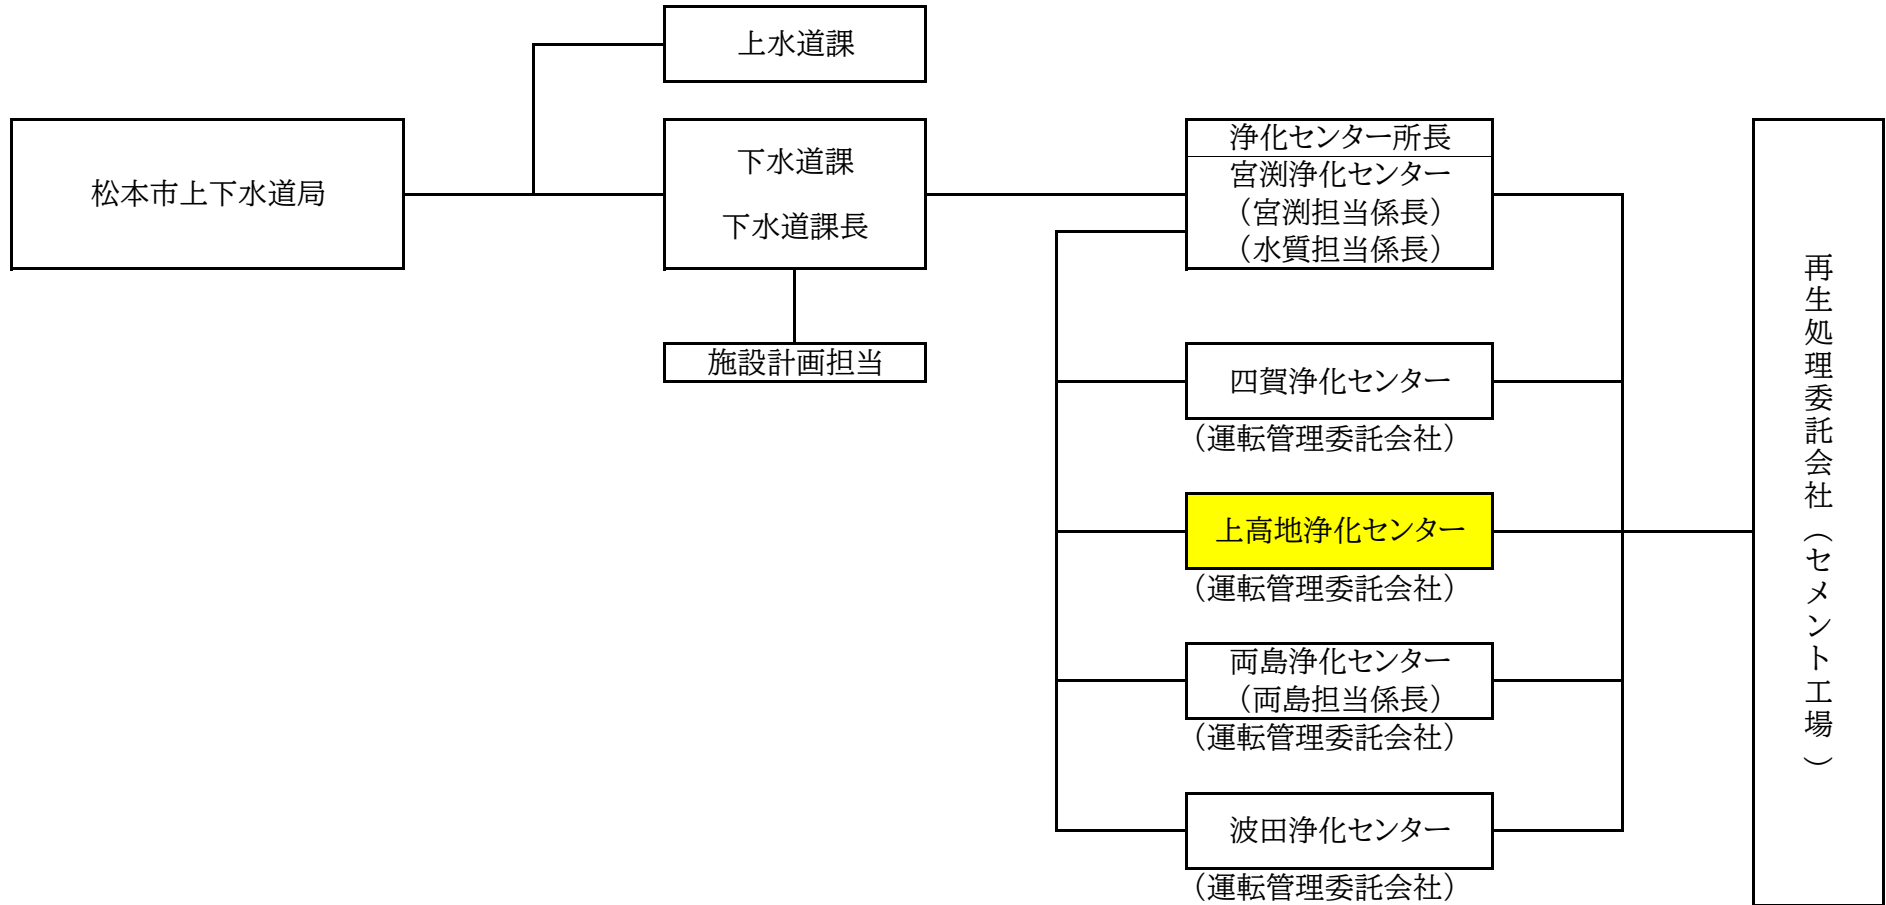 上水道課
松本市上下水道局
下水道課
下水道課長
施設計画担当
浄化センター所長
宮渕浄化センター
（宮渕担当係長）
（水質担当係長）
四賀浄化センター
（運転管理委託会社）
上高地浄化センター
（運転管理委託会社）
両島浄化センター
（両島担当係長）
（運転管理委託会社）
波田浄化センター
（運転管理委託会社）
再生処理委託会社（セメント工場）